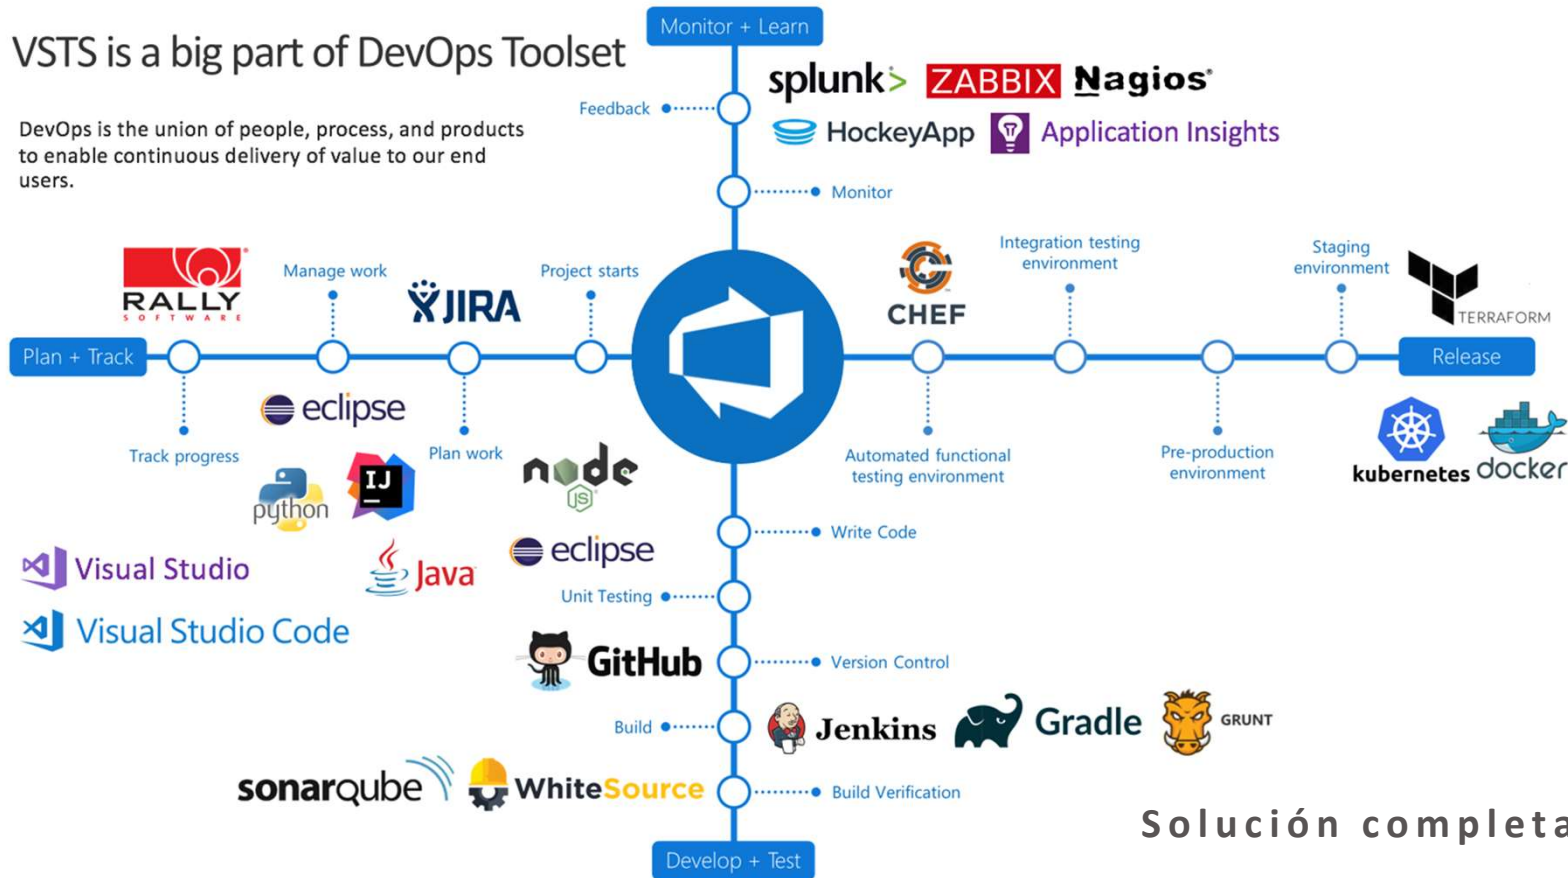 VSTS is a big part of DevOps Toolset
DevOps is the union of people, process, and products
to enable continuous delivery of value to our end
users.
Monitor + Learn
Feedback
splunk>
ZABBIX
Nagios®
HockeyApp
Application Insights
Monitor
RALLY
SOFTWARE
Manage work
JIRA
Project starts
CHEF
Integration testing
environment
Staging
environment
TERRAFORM
Plan + Track
Release
eclipse
Track progress
Plan work
Automated functional
testing environment
Pre-production
environment
kubernetes
docker
python
IJ
node
JS
Write Code
Visual Studio
Java
eclipse
Unit Testing
Visual Studio Code
GitHub
Version Control
Build
Jenkins
Gradle
GRUNT
sonarqube
WhiteSource
Build Verification
Solución completa
Develop + Test